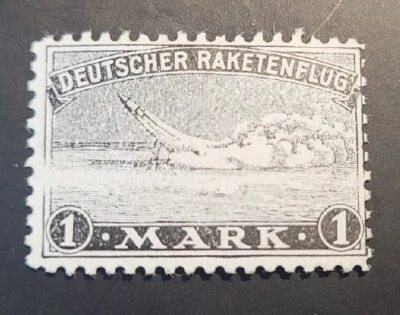 DEUTSCHER RAKETENFLUG
1 · MARK · 1